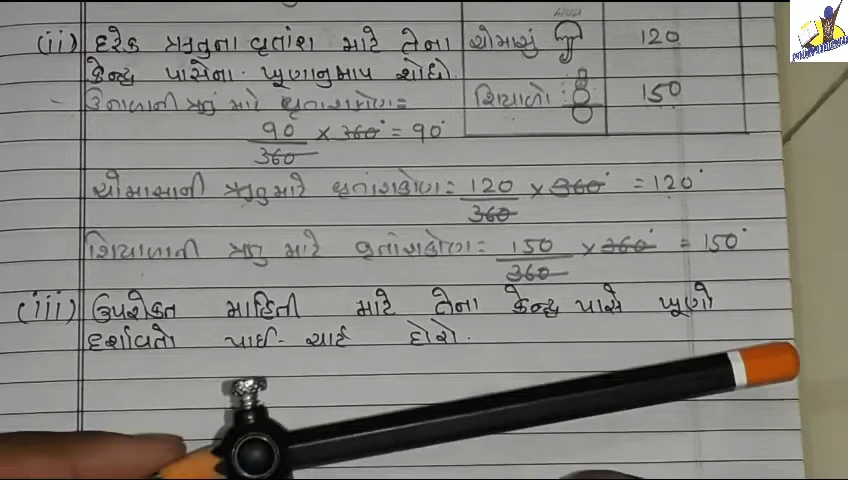 (ii) દરેક ઋતુના વૃતાંશ માટે તેના
કેન્દ્ર પાસેના ખૂણાનુ માપ શોધો.
ચોમાસું 120
શિયાળો : 150
- ઉનાળાની ઋતું માટે વૃતાંશકોણ =
90/360 × 360° = 90°
ચોમાસાની ઋતુ માટે વૃતાંશકોણ = 120/360 × 360° = 120°
શિયાળાની ઋતુ માટે વૃતાંશકોણ = 150/360 × 360° = 150°
(iii) ઉપરોક્ત માહિતી માટે તેના કેન્દ્ર પાસે ખૂણો
દર્શાવતો પાઈ - ચાર્ટ દોરો.